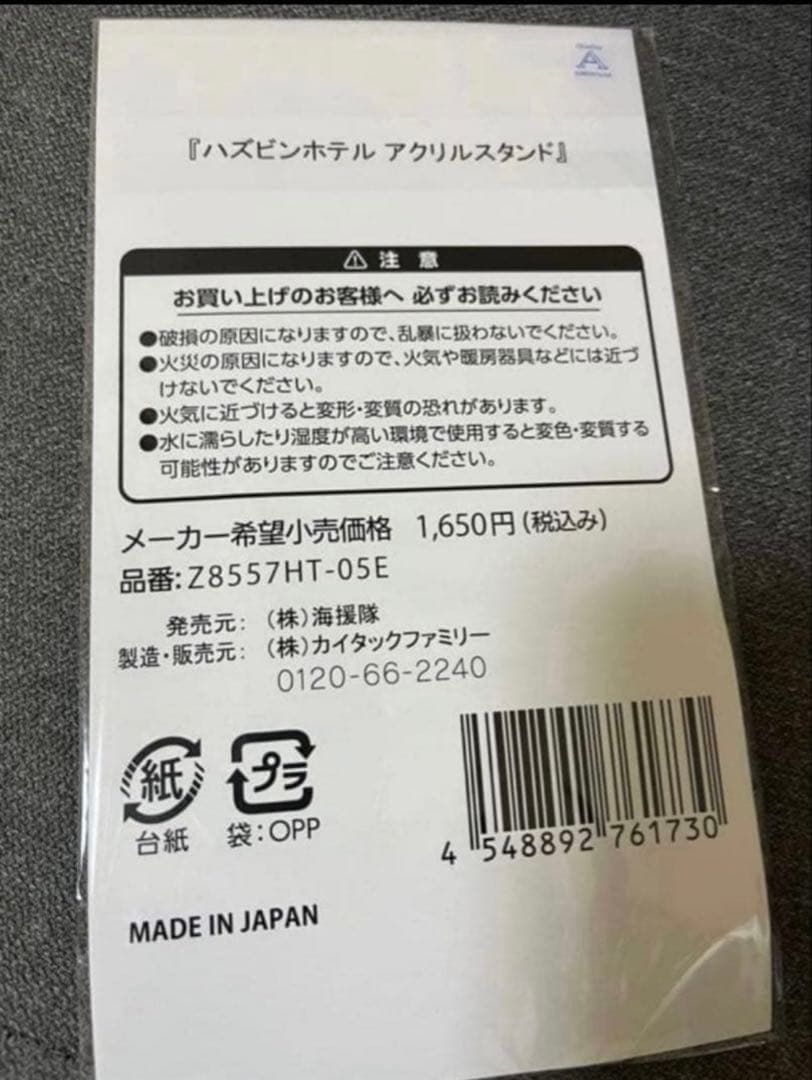 『ハズビンホテル アクリルスタンド』
⚠ 注 意
お買い上げのお客様へ 必ずお読みください
●破損の原因になりますので、乱暴に扱わないでください。
●火災の原因になりますので、火気や暖房器具などには近づ
けないでください。
●火気に近づけると変形・変質の恐れがあります。
●水に濡らしたり湿度が高い環境で使用すると変色・変質する
可能性がありますのでご注意ください。
メーカー希望小売価格 1,650円(税込み)
品番:Z8557HT-05E
発売元: (株)海援隊
製造・販売元: (株)カイタックファミリー
0120-66-2240
紙 プラ
台紙 袋:OPP
4 548892 761730
MADE IN JAPAN